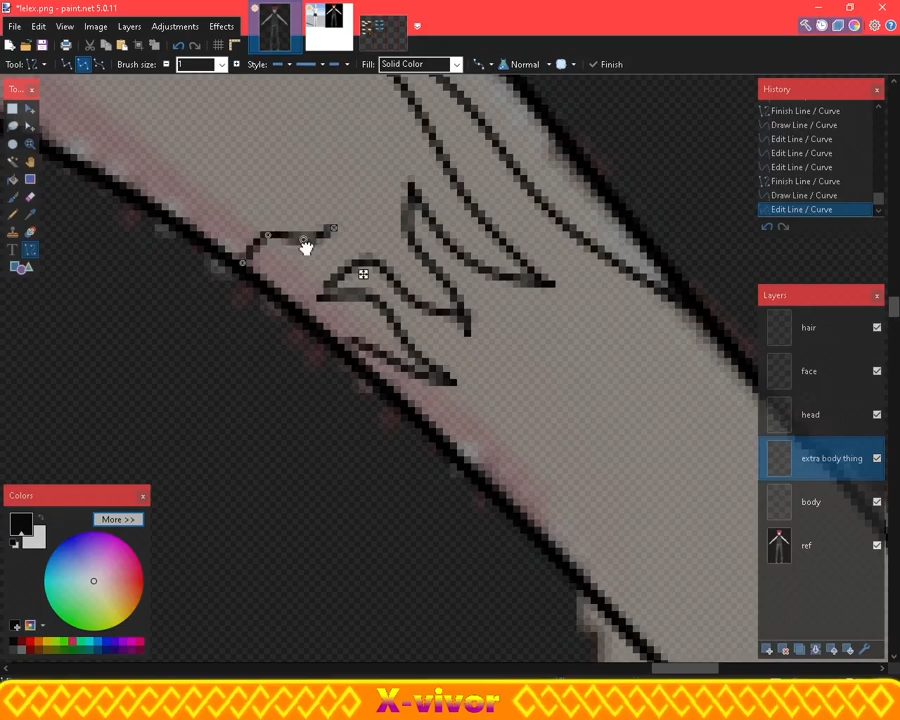 *lelex.png - paint.net 5.0.11
File Edit View Image Layers Adjustments Effects
Tool: Brush size: 1 Style: Fill: Solid Color Normal Finish
To...
History
Finish Line / Curve
Draw Line / Curve
Edit Line / Curve
Edit Line / Curve
Finish Line / Curve
Draw Line / Curve
Edit Line / Curve
Layers
hair
face
head
extra body thing
body
ref
Colors
More >>
X-vivor